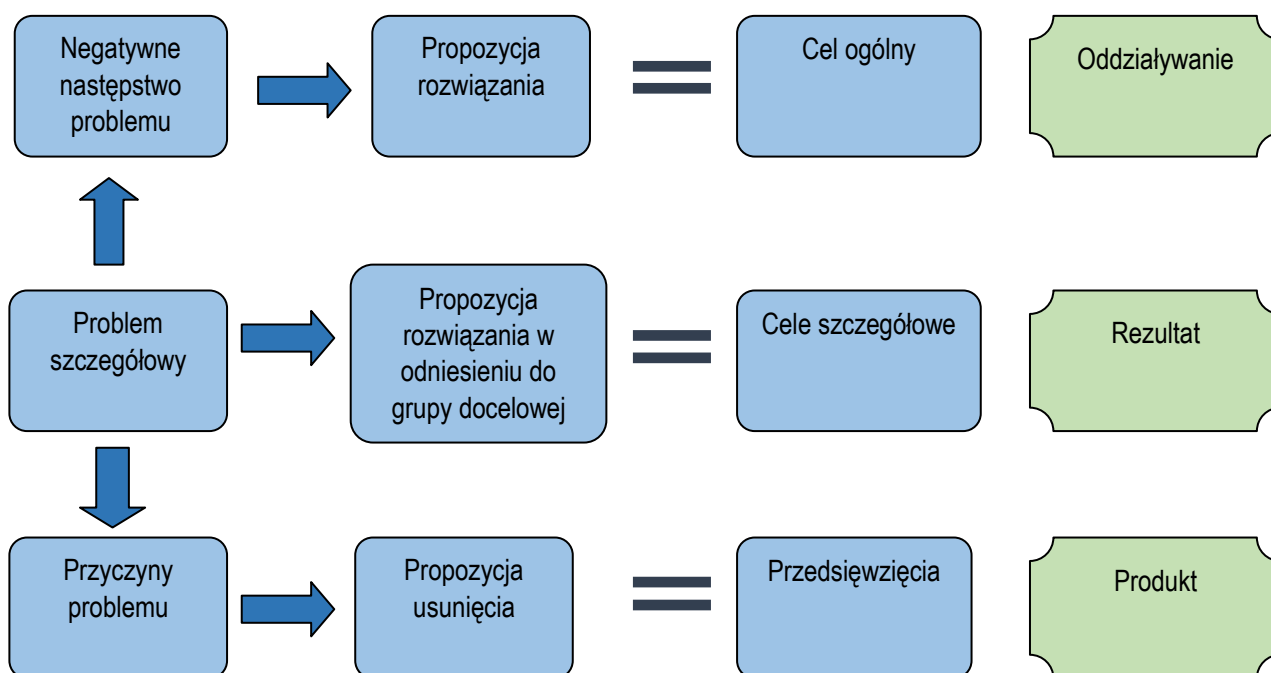 Negatywne
następstwo
problemu
Propozycja
rozwiązania
Cel ogólny
Oddziaływanie
Problem
szczegółowy
Propozycja
rozwiązania w
odniesieniu do
grupy docelowej
Cele szczegółowe
Rezultat
Przyczyny
problemu
Propozycja
usunięcia
Przedsięwzięcia
Produkt